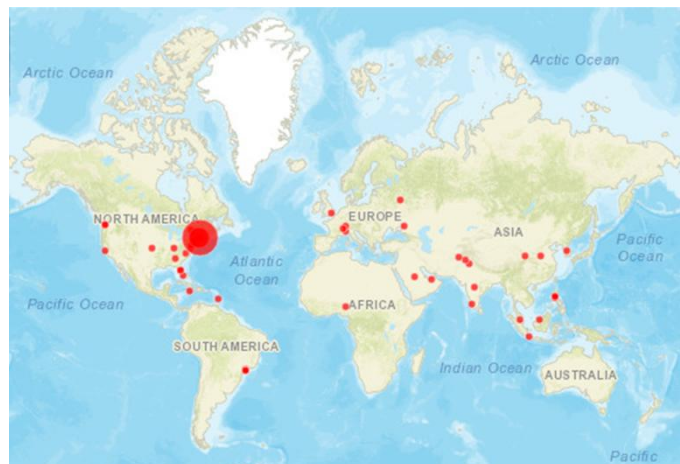 Arctic Ocean
Arctic Ocean
NORTH AMERICA
EUROPE
ASIA
Pacific
Ocean
Atlantic
Ocean
Pacific Ocean
AFRICA
SOUTH AMERICA
Indian Ocean
AUSTRALIA
Pacific